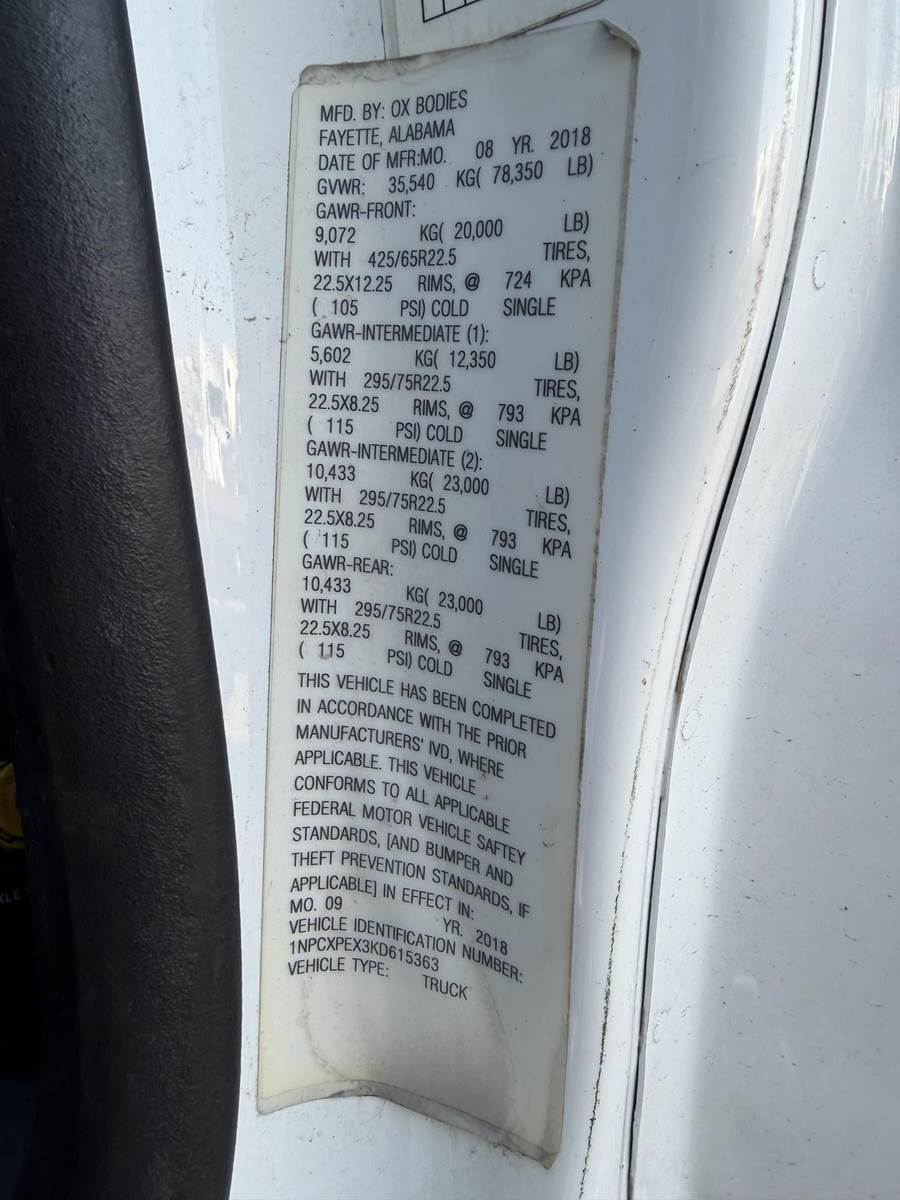 MFD. BY: OX BODIES
FAYETTE, ALABAMA
DATE OF MFR:MO. 08 YR. 2018
GVWR: 35,540 KG( 78,350 LB)
GAWR-FRONT:
9,072 KG( 20,000 LB)
WITH 425/65R22.5 TIRES,
22.5X12.25 RIMS, @ 724 KPA
( 105 PSI) COLD SINGLE
GAWR-INTERMEDIATE (1):
5,602 KG( 12,350 LB)
WITH 295/75R22.5 TIRES,
22.5X8.25 RIMS, @ 793 KPA
( 115 PSI) COLD SINGLE
GAWR-INTERMEDIATE (2):
10,433 KG( 23,000 LB)
WITH 295/75R22.5 TIRES,
22.5X8.25 RIMS, @ 793 KPA
( 115 PSI) COLD SINGLE
GAWR-REAR:
10,433 KG( 23,000 LB)
WITH 295/75R22.5 TIRES,
22.5X8.25 RIMS, @ 793 KPA
( 115 PSI) COLD SINGLE
THIS VEHICLE HAS BEEN COMPLETED
IN ACCORDANCE WITH THE PRIOR
MANUFACTURERS' IVD, WHERE
APPLICABLE. THIS VEHICLE
CONFORMS TO ALL APPLICABLE
FEDERAL MOTOR VEHICLE SAFTEY
STANDARDS, [AND BUMPER AND
THEFT PREVENTION STANDARDS, IF
APPLICABLE] IN EFFECT IN:
MO. 09 YR. 2018
VEHICLE IDENTIFICATION NUMBER:
1NPCXPEX3KD615363
VEHICLE TYPE: TRUCK